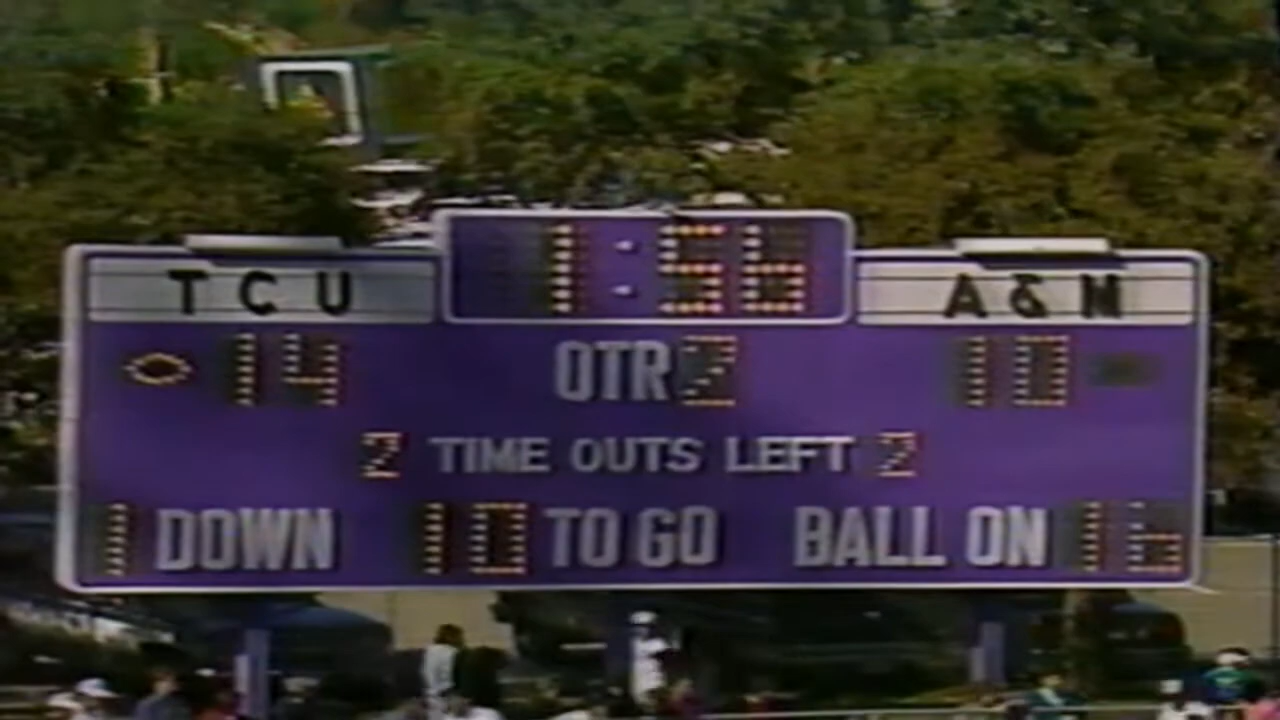 1:56
TCU A&M
14 QTR 2 10
2 TIME OUTS LEFT 2
1 DOWN 10 TO GO BALL ON 16